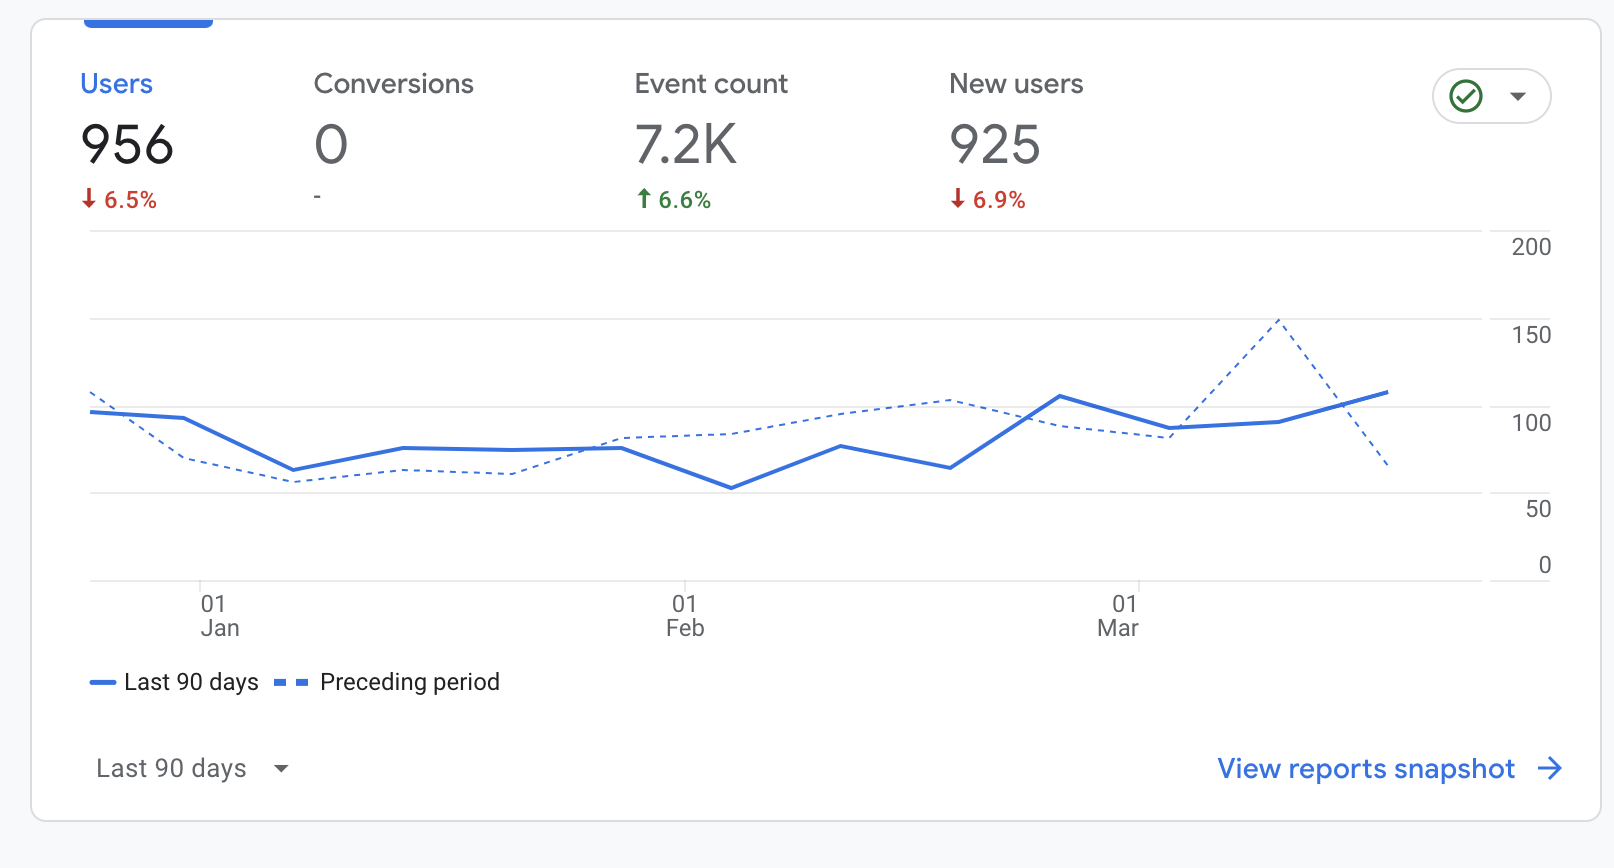 Users
956
↓ 6.5%
Conversions
0
-
Event count
7.2K
↑ 6.6%
New users
925
↓ 6.9%
200
150
100
50
0
01
Jan
01
Feb
01
Mar
Last 90 days
Preceding period
Last 90 days
View reports snapshot →